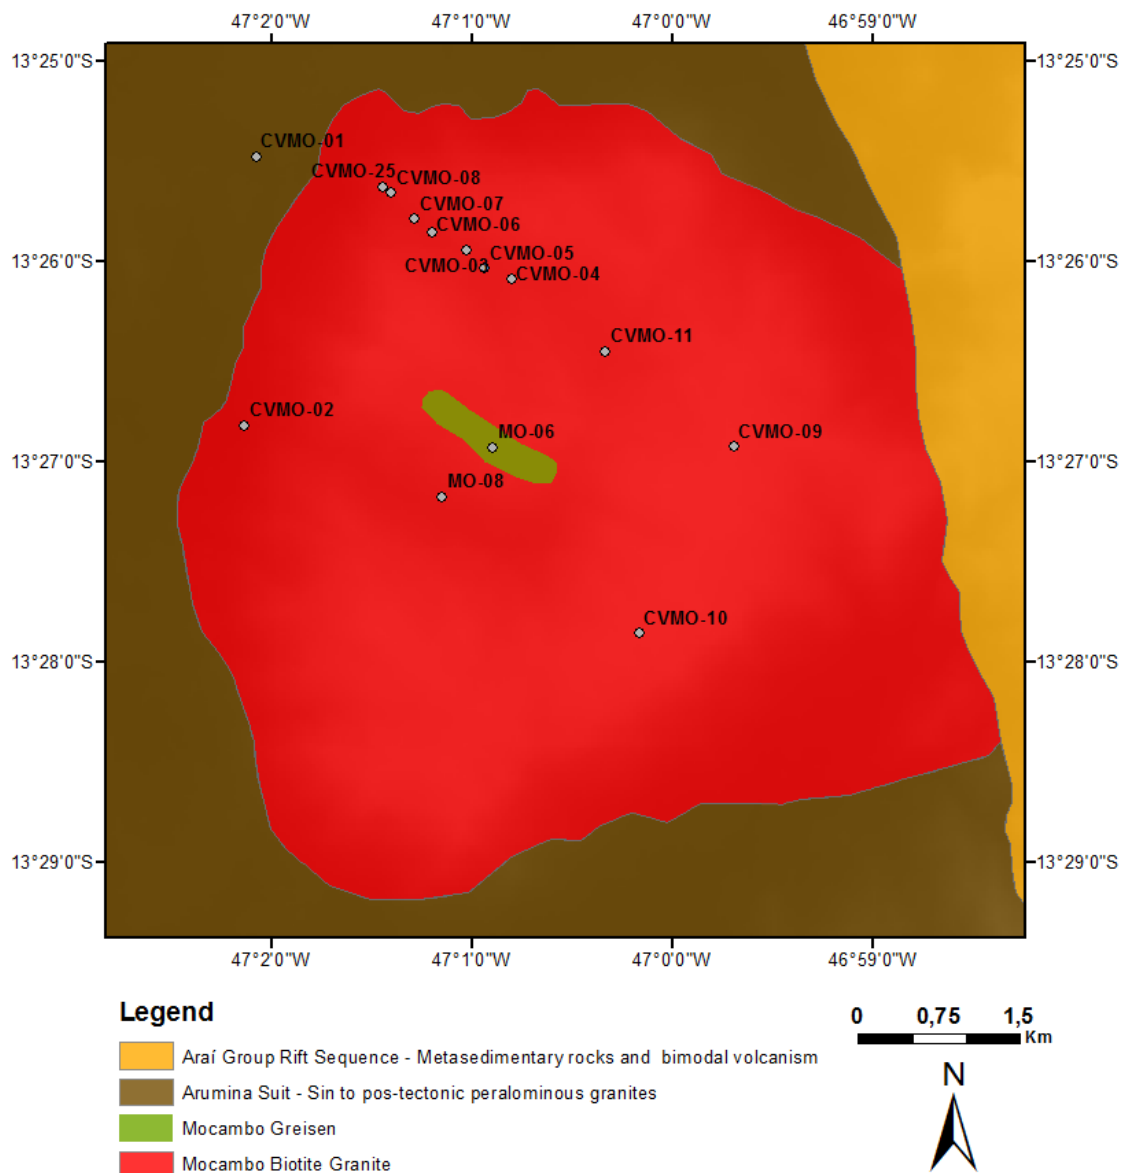 47°2'0"W 47°1'0"W 47°0'0"W 46°59'0"W
13°25'0"S 13°25'0"S
CVMO-01
CVMO-25 CVMO-08
CVMO-07
CVMO-06
CVMO-05
13°26'0"S CVMO-03 13°26'0"S
CVMO-04
CVMO-11
CVMO-02
MO-06 CVMO-09
13°27'0"S 13°27'0"S
MO-08
CVMO-10
13°28'0"S 13°28'0"S
13°29'0"S 13°29'0"S
47°2'0"W 47°1'0"W 47°0'0"W 46°59'0"W
Legend
0 0,75 1,5
Km
Araí Group Rift Sequence - Metasedimentary rocks and bimodal volcanism
Arumina Suit - Sin to pos-tectonic peralominous granites
N
Mocambo Greisen
Mocambo Biotite Granite